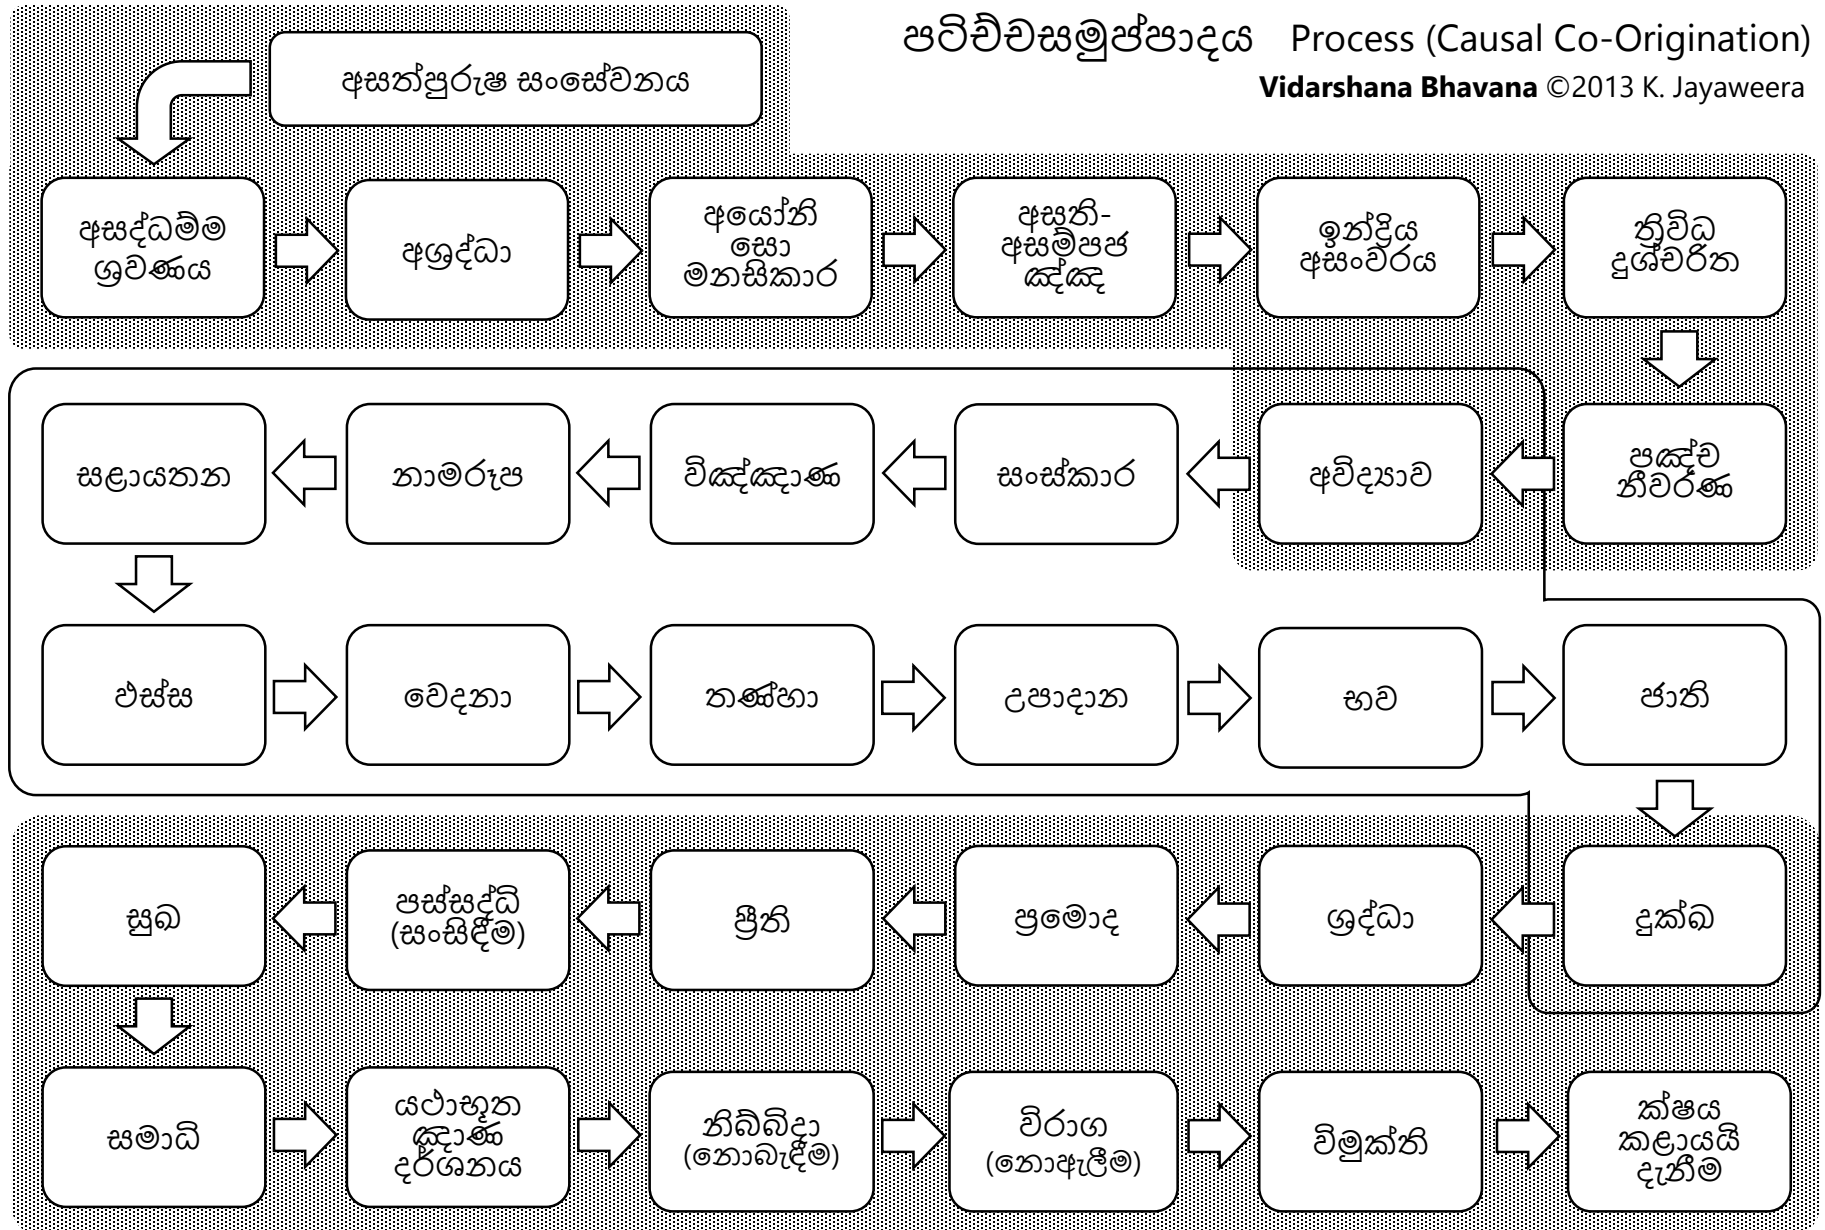 පටිච්චසමුප්පාදය Process (Causal Co-Origination)
Vidarshana Bhavana ©2013 K. Jayaweera
අසත්පුරුෂ සංසේවනය
අසද්ධම්ම
ශ්‍රවණය
අශ්‍රද්ධා
අයෝනි
සො
මනසිකාර
අසති-
අසම්පජ
ඤ්ඤ
ඉන්ද්‍රිය
අසංවරය
ත්‍රිවිධ
දුශ්චරිත
පඤ්ච
නීවරණ
අවිද්‍යාව
සංස්කාර
විඤ්ඤාණ
නාමරූප
සළායතන
ඵස්ස
වෙදනා
තණ්හා
උපාදාන
භව
ජාති
දුක්ඛ
ශ්‍රද්ධා
ප්‍රමොද
ප්‍රීති
පස්සද්ධි
(සංසිඳීම)
සුඛ
සමාධි
යථාභූත
ඤාණ
දර්ශනය
නිබ්බිදා
(නොබැඳීම)
විරාග
(නොඇලීම)
විමුක්ති
ක්ෂය
කළායයි
දැනීම